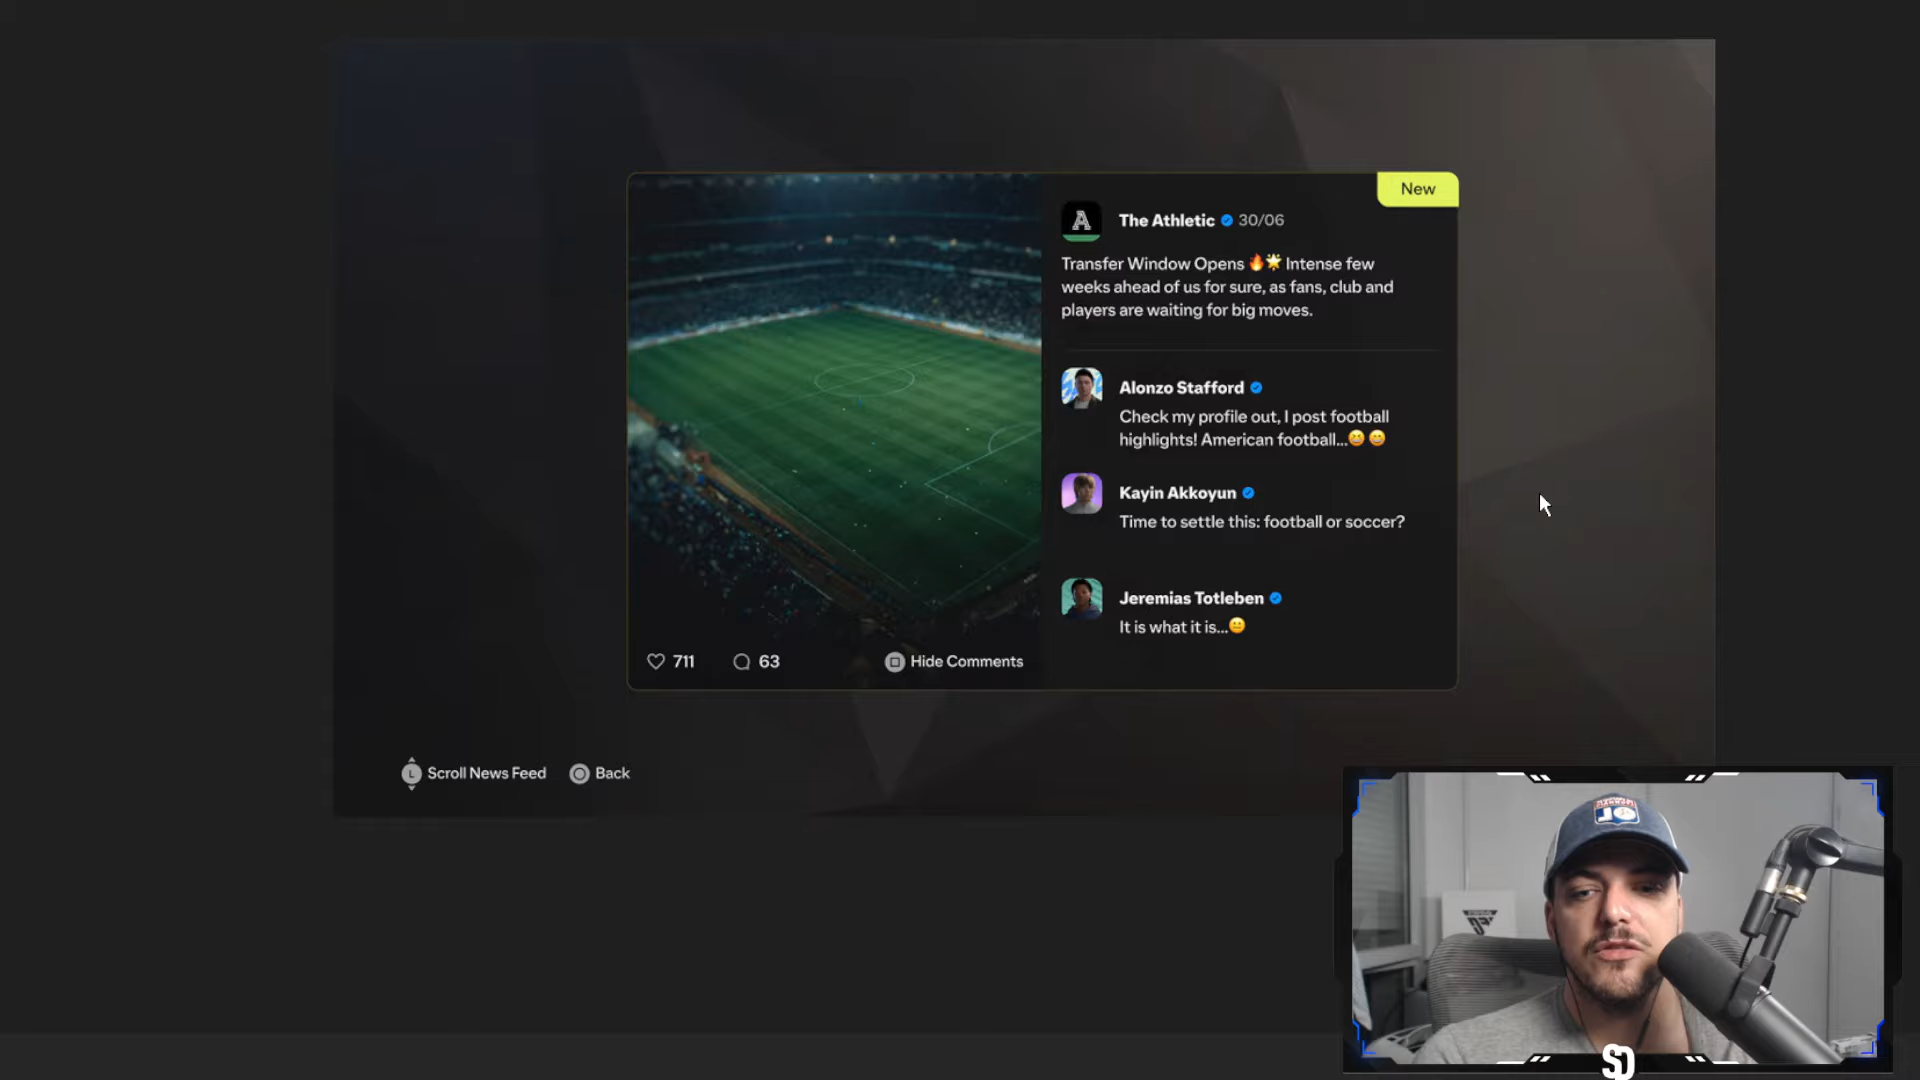 New
The Athletic 30/06
Transfer Window Opens 🔥🌟 Intense few
weeks ahead of us for sure, as fans, club and
players are waiting for big moves.
Alonzo Stafford
Check my profile out, I post football
highlights! American football...😀 😄
Kayin Akkoyun
Time to settle this: football or soccer?
Jeremias Totleben
It is what it is...😐
711
63
Hide Comments
L Scroll News Feed
Back
SD